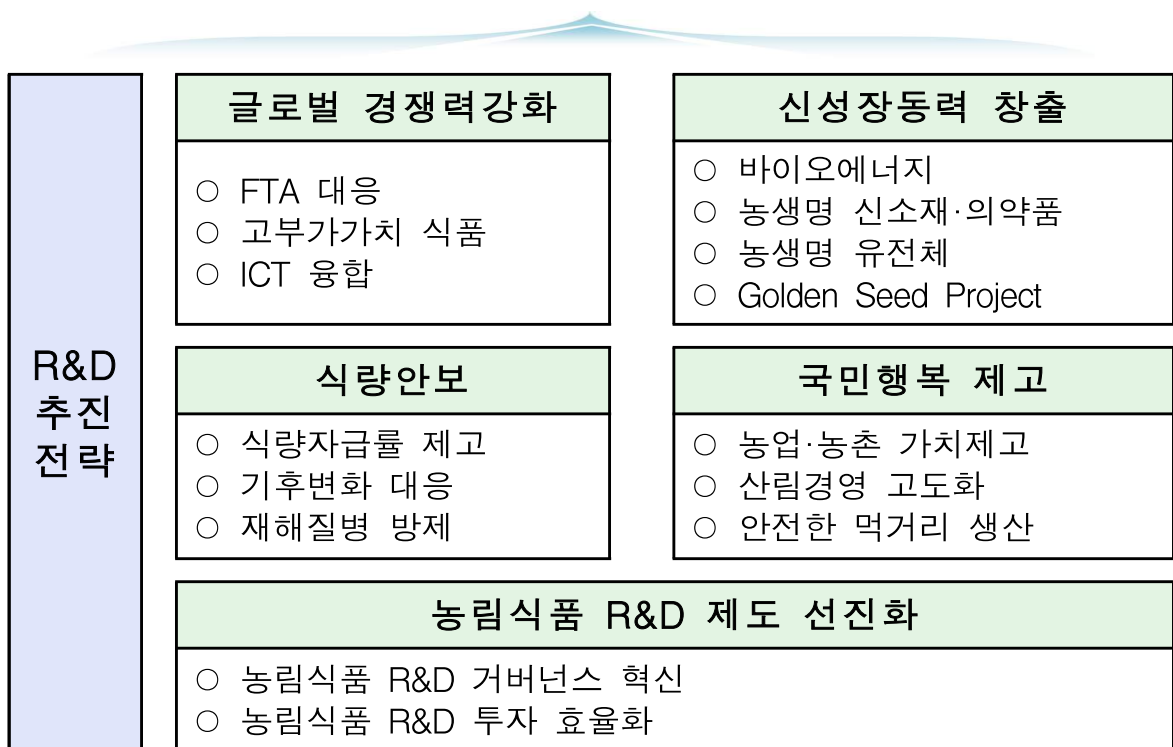 R&D
추진
전략
글로벌 경쟁력강화
○ FTA 대응
○ 고부가가치 식품
○ ICT 융합
신성장동력 창출
○ 바이오에너지
○ 농생명 신소재·의약품
○ 농생명 유전체
○ Golden Seed Project
식량안보
○ 식량자급률 제고
○ 기후변화 대응
○ 재해질병 방제
국민행복 제고
○ 농업·농촌 가치제고
○ 산림경영 고도화
○ 안전한 먹거리 생산
농림식품 R&D 제도 선진화
○ 농림식품 R&D 거버넌스 혁신
○ 농림식품 R&D 투자 효율화